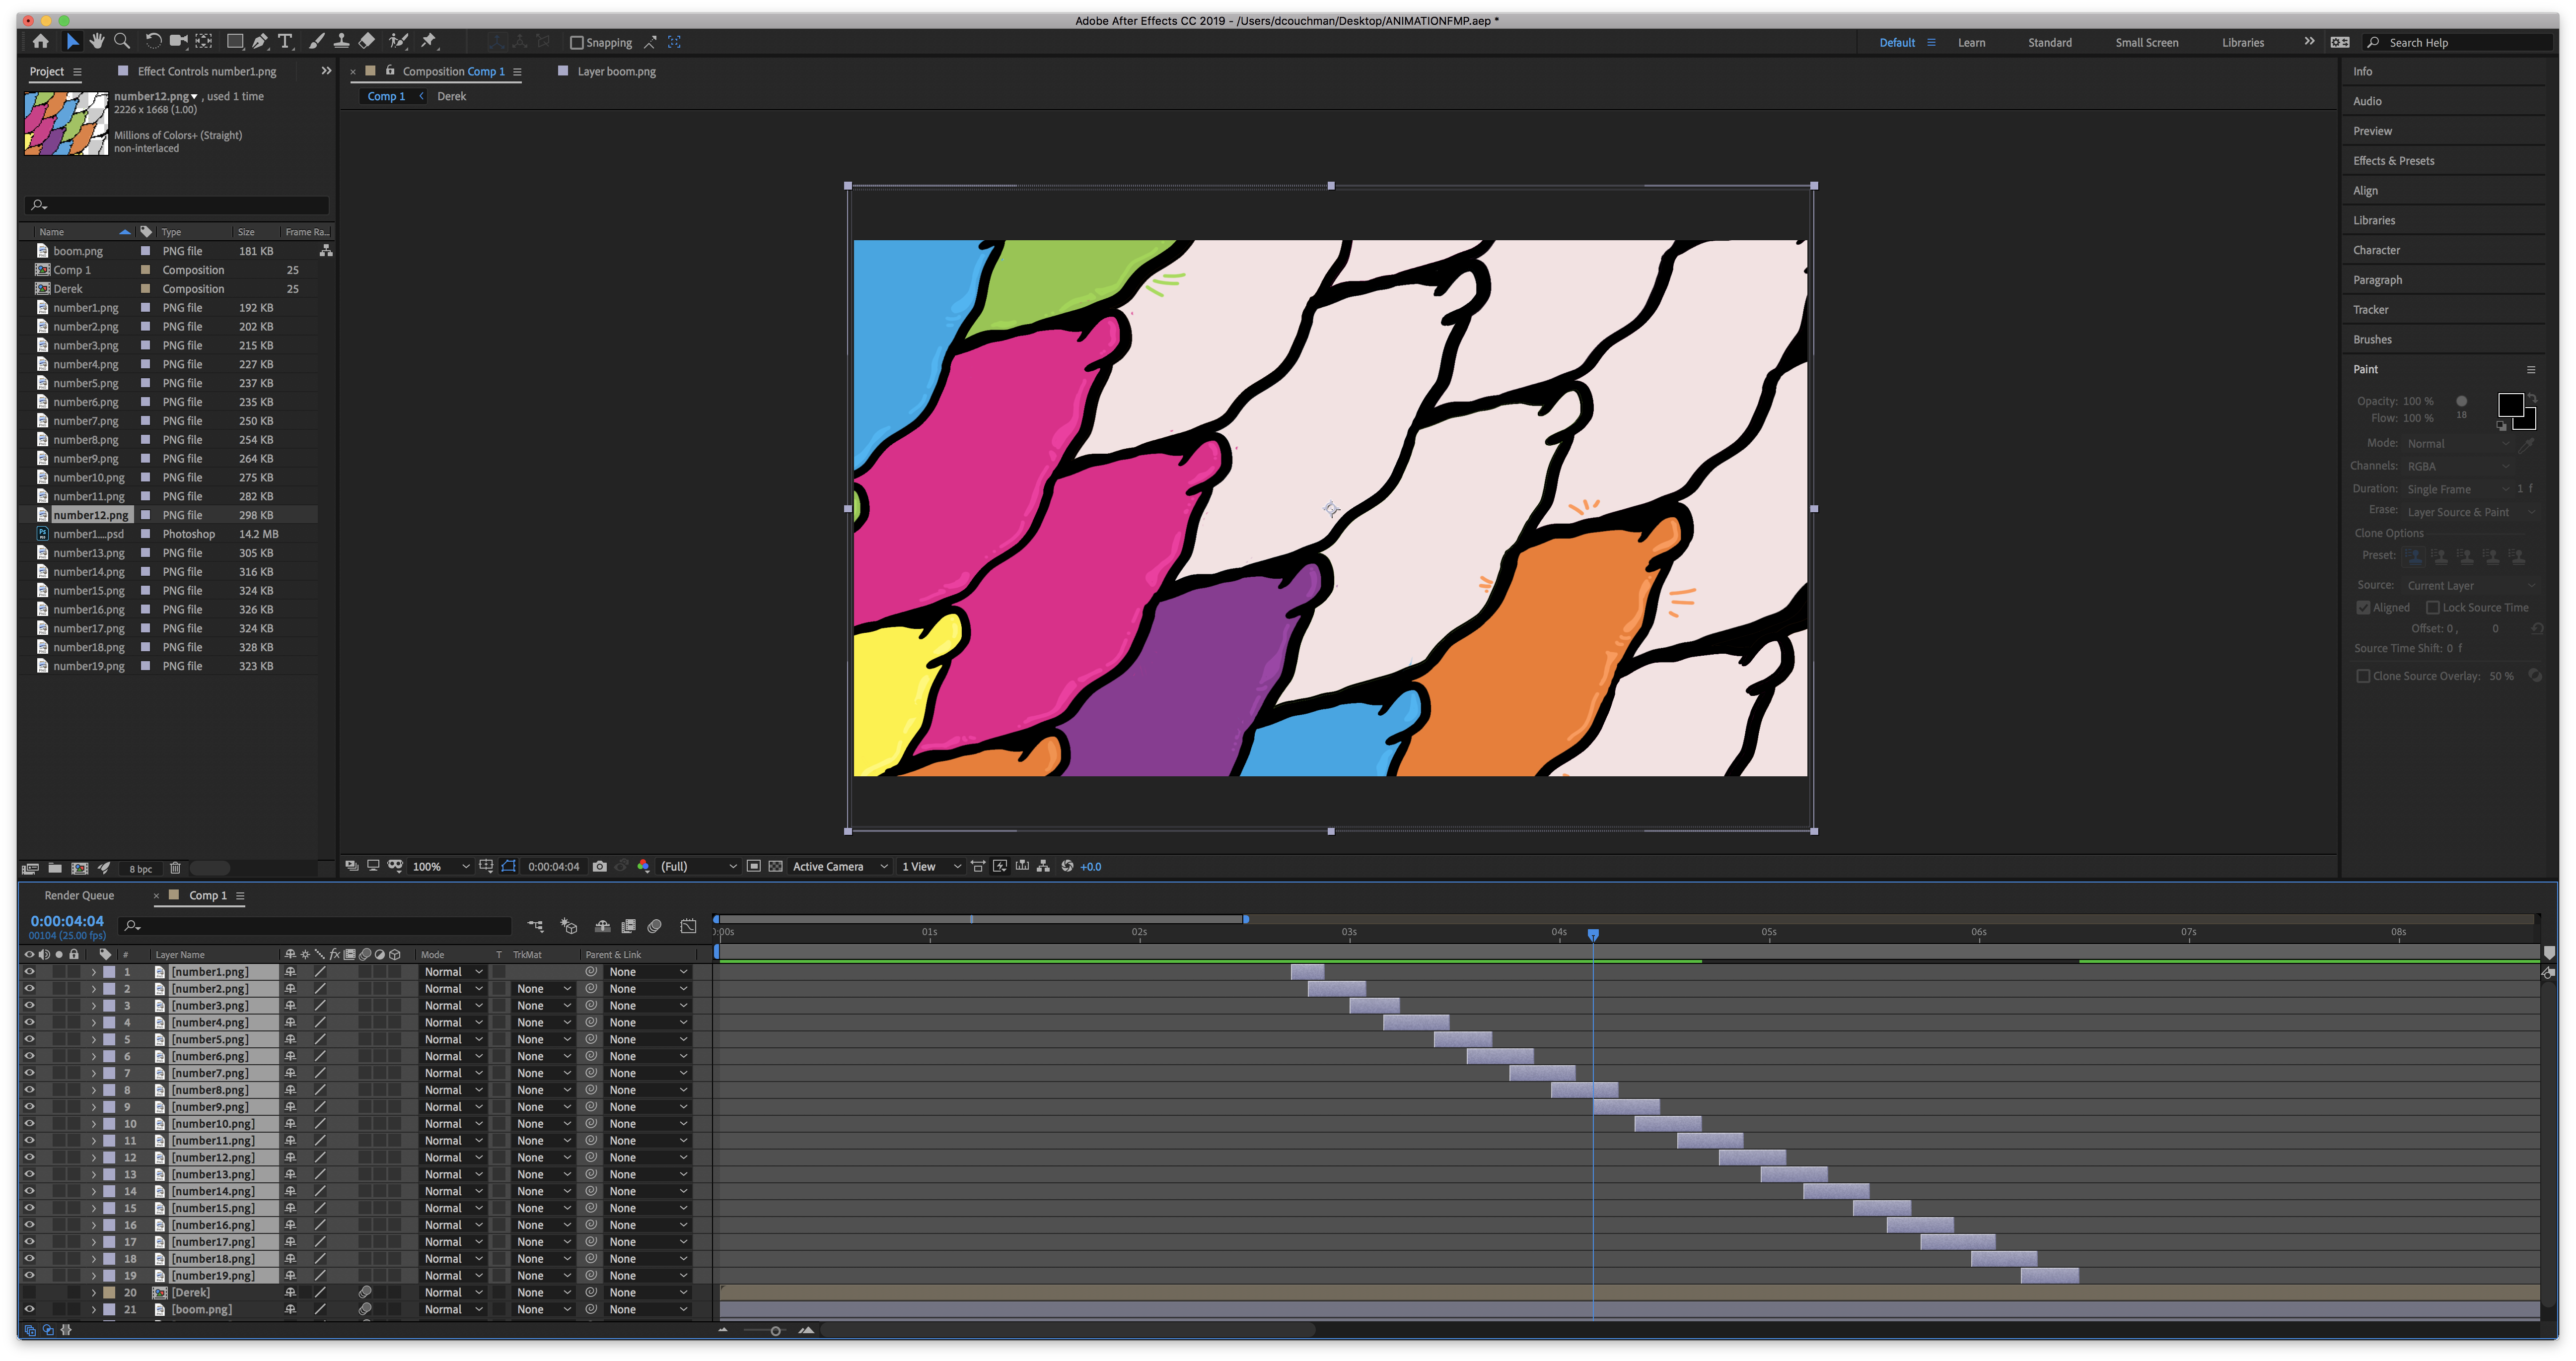 Adobe After Effects CC 2019 - /Users/dcouchman/Desktop/ANIMATIONFMP.aep *
Snapping
Default Learn Standard Small Screen Libraries Search Help
Project Effect Controls number1.png
Composition Comp 1 Layer boom.png
Comp 1 Derek
number12.png , used 1 time
2226 x 1668 (1.00)
Millions of Colors+ (Straight)
non-interlaced
Name Type Size Frame Ra...
boom.png PNG file 181 KB
Comp 1 Composition 25
Derek Composition 25
number1.png PNG file 192 KB
number2.png PNG file 202 KB
number3.png PNG file 215 KB
number4.png PNG file 227 KB
number5.png PNG file 237 KB
number6.png PNG file 235 KB
number7.png PNG file 250 KB
number8.png PNG file 254 KB
number9.png PNG file 264 KB
number10.png PNG file 275 KB
number11.png PNG file 282 KB
number12.png PNG file 298 KB
number1....psd Photoshop 14.2 MB
number13.png PNG file 305 KB
number14.png PNG file 316 KB
number15.png PNG file 324 KB
number16.png PNG file 326 KB
number17.png PNG file 324 KB
number18.png PNG file 328 KB
number19.png PNG file 323 KB
8 bpc
100% 0:00:04:04 (Full) Active Camera 1 View +0.0
Info
Audio
Preview
Effects & Presets
Align
Libraries
Character
Paragraph
Tracker
Brushes
Paint
Opacity: 100 %
Flow: 100 % 18
Mode: Normal
Channels: RGBA
Duration: Single Frame 1 f
Erase: Layer Source & Paint
Clone Options
Preset:
Source: Current Layer
Aligned Lock Source Time
Offset: 0 , 0
Source Time Shift: 0 f
Clone Source Overlay: 50 %
Render Queue Comp 1
0:00:04:04
00104 (25.00 fps)
# Layer Name fx Mode T TrkMat Parent & Link
:00s 01s 02s 03s 04s 05s 06s 07s 08s
1 [number1.png] Normal None
2 [number2.png] Normal None None
3 [number3.png] Normal None None
4 [number4.png] Normal None None
5 [number5.png] Normal None None
6 [number6.png] Normal None None
7 [number7.png] Normal None None
8 [number8.png] Normal None None
9 [number9.png] Normal None None
10 [number10.png] Normal None None
11 [number11.png] Normal None None
12 [number12.png] Normal None None
13 [number13.png] Normal None None
14 [number14.png] Normal None None
15 [number15.png] Normal None None
16 [number16.png] Normal None None
17 [number17.png] Normal None None
18 [number18.png] Normal None None
19 [number19.png] Normal None None
20 [Derek] Normal None None
21 [boom.png] Normal None None